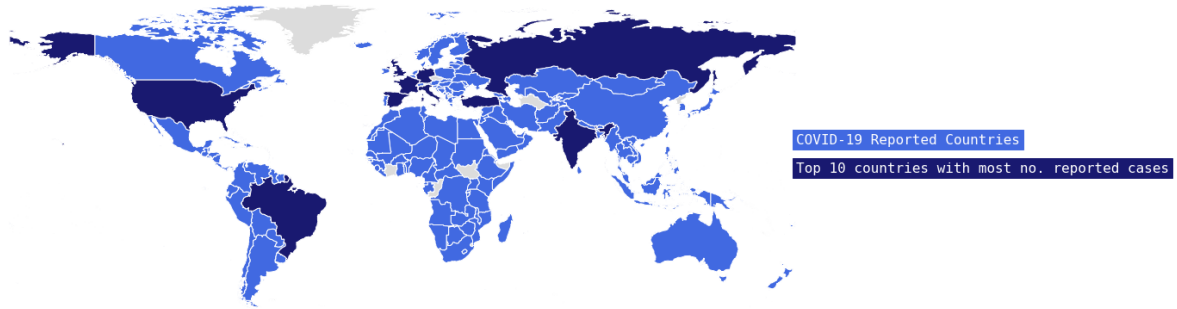 COVID-19 Reported Countries
Top 10 countries with most no. reported cases